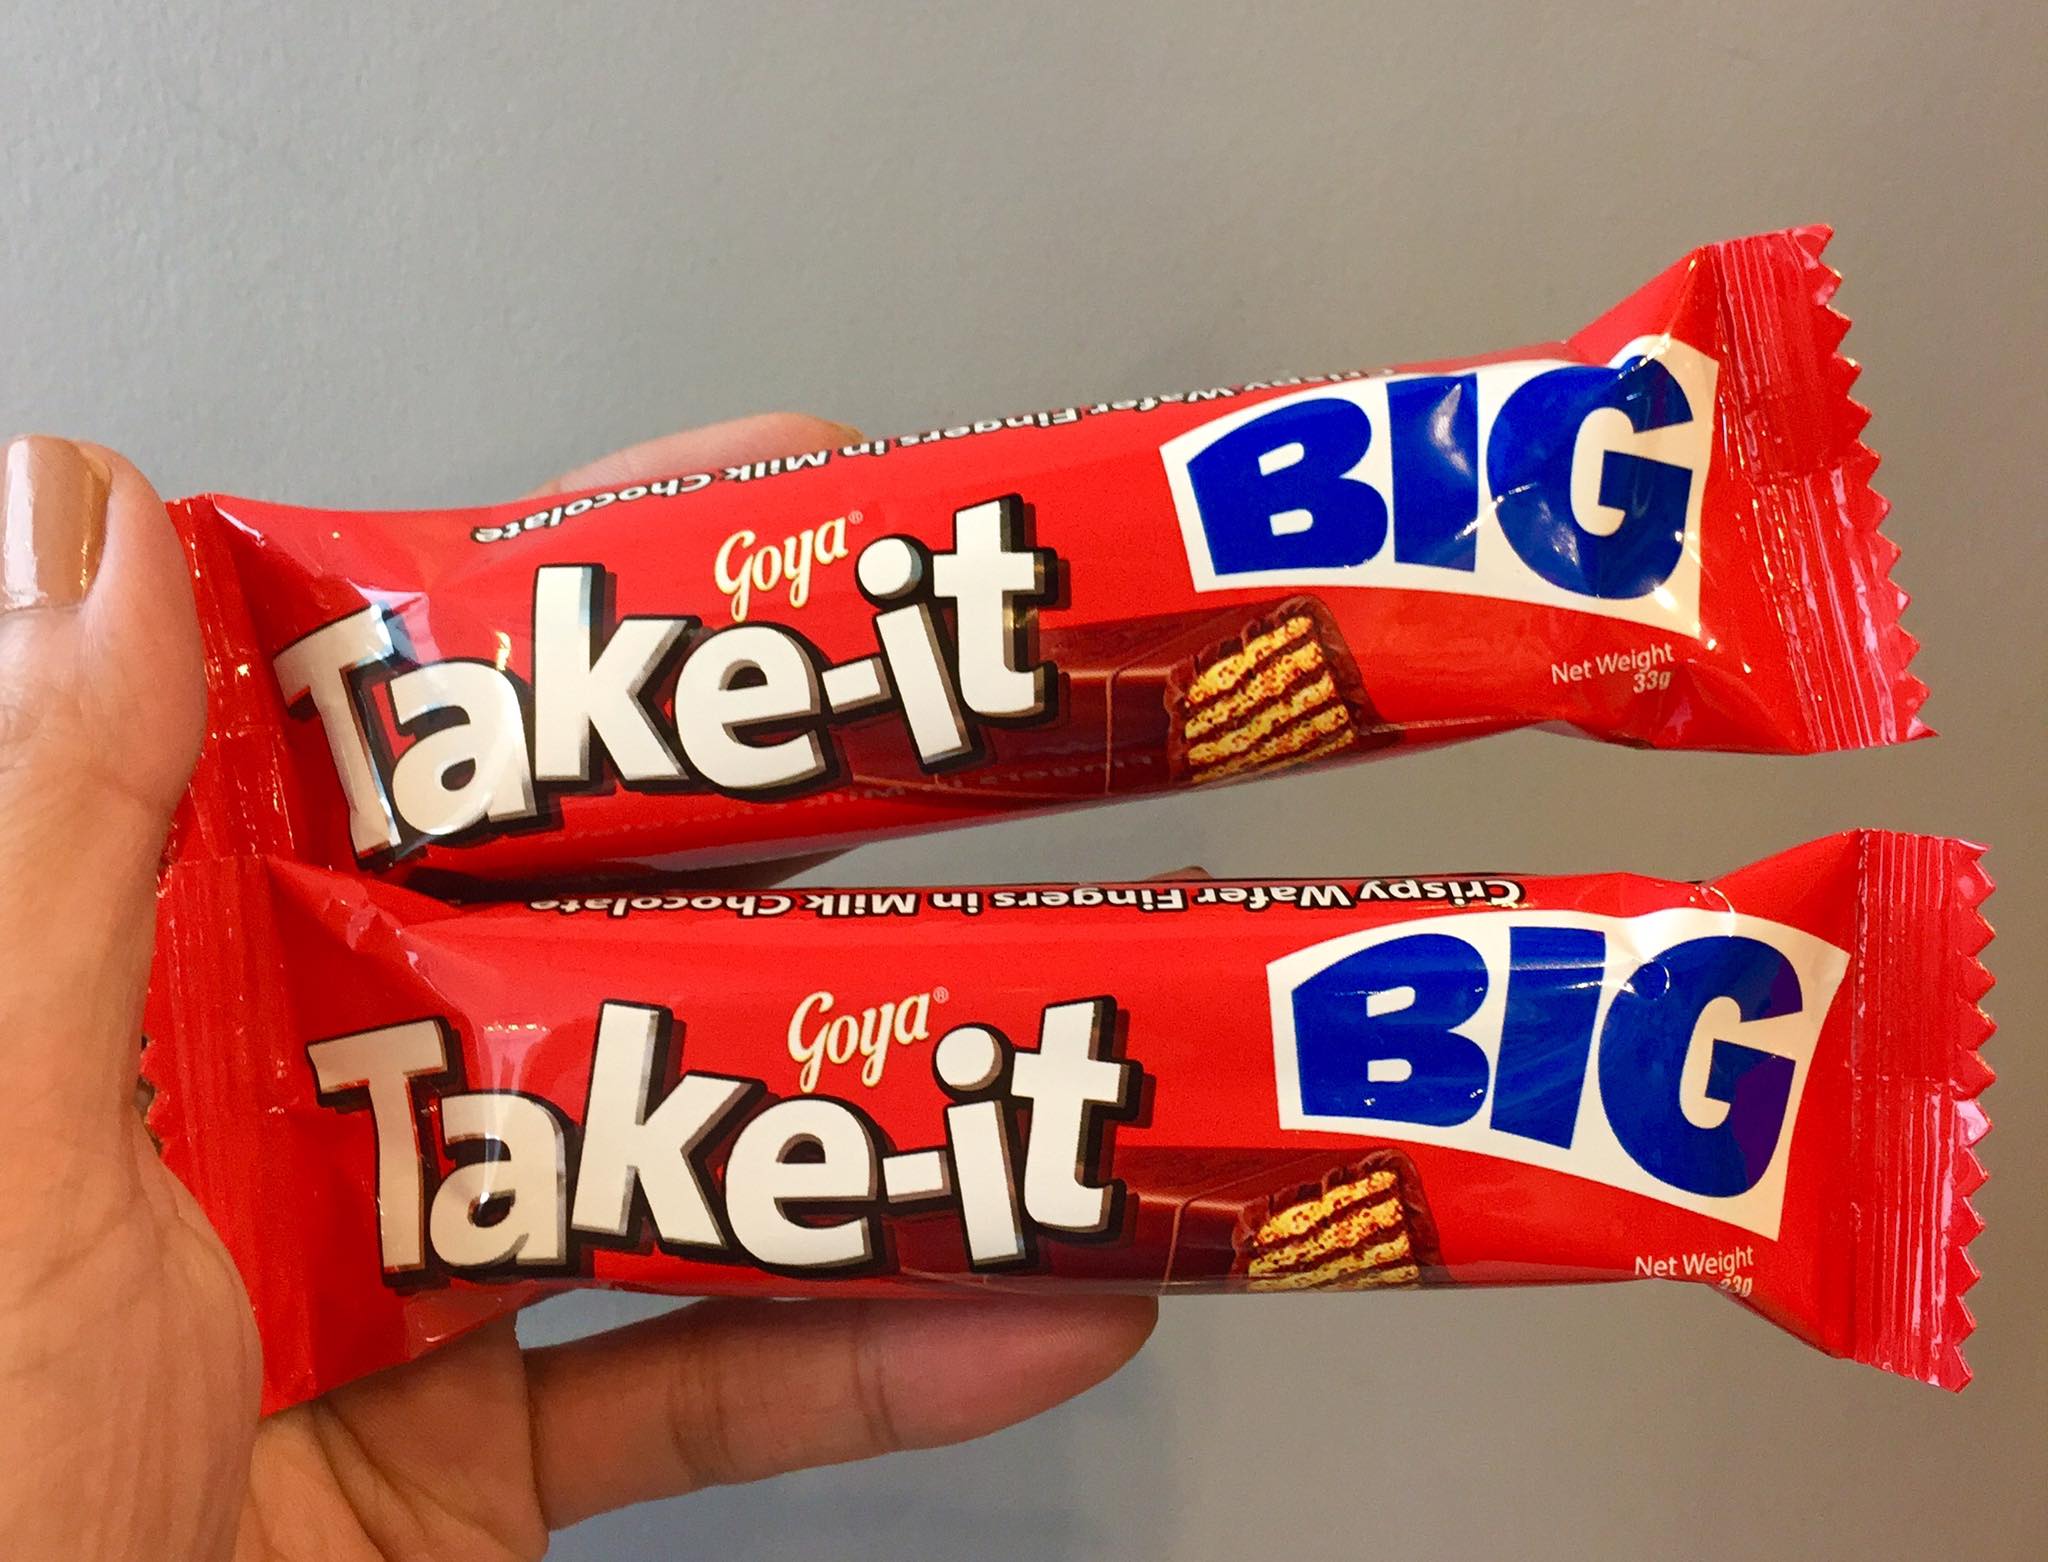 Crispy Wafer Fingers in Milk Chocolate
Goya®
Take-it
BIG
Net Weight
33g
Crispy Wafer Fingers in Milk Chocolate
Goya®
Take-it
BIG
Net Weight
33g